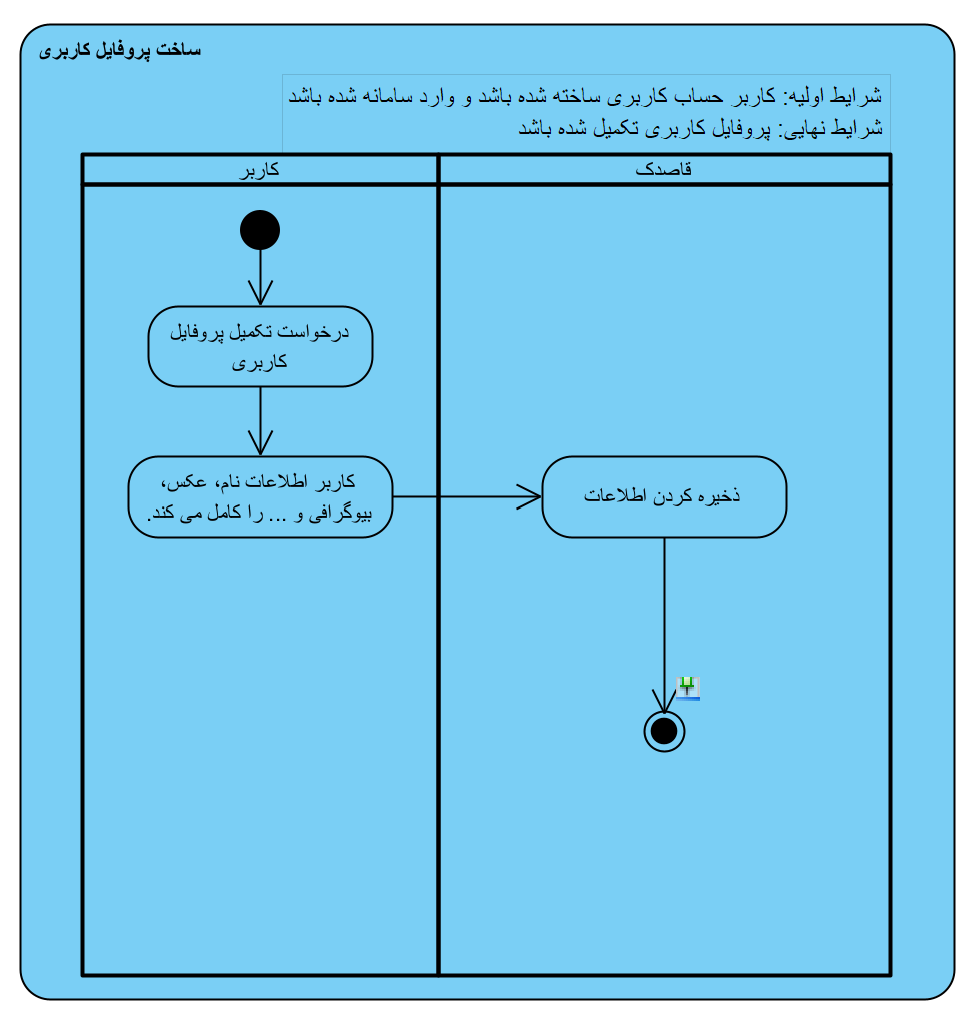 ساخت پروفایل کاربری
شرایط اولیه: کاربر حساب کاربری ساخته شده باشد و وارد سامانه شده باشد
شرایط نهایی: پروفایل کاربری تکمیل شده باشد
کاربر
قاصدک
درخواست تکمیل پروفایل
کاربری
کاربر اطلاعات نام، عکس،
بیوگرافی و ... را کامل می کند.
ذخیره کردن اطلاعات